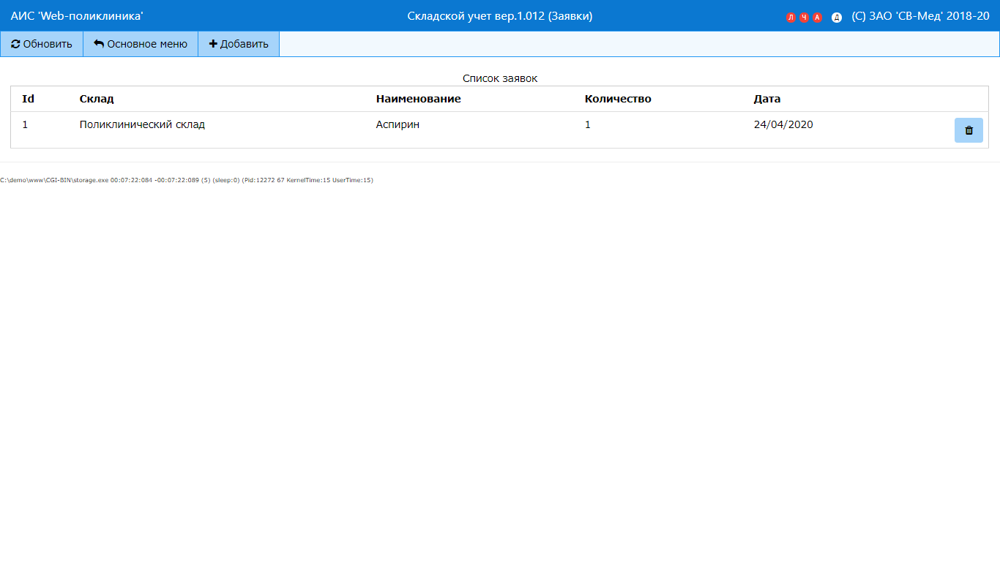 АИС 'Web-поликлиника' Складской учет вер.1.012 (Заявки) Л Ч А Д (C) ЗАО 'СВ-Мед' 2018-20
Обновить Основное меню Добавить
Список заявок
Id Склад Наименование Количество Дата
1 Поликлинический склад Аспирин 1 24/04/2020
C:\demo\www\CGI-BIN\storage.exe 00:07:22:084 -00:07:22:089 (5) (sleep:0) (Pid:12272 67 KernelTime:15 UserTime:15)